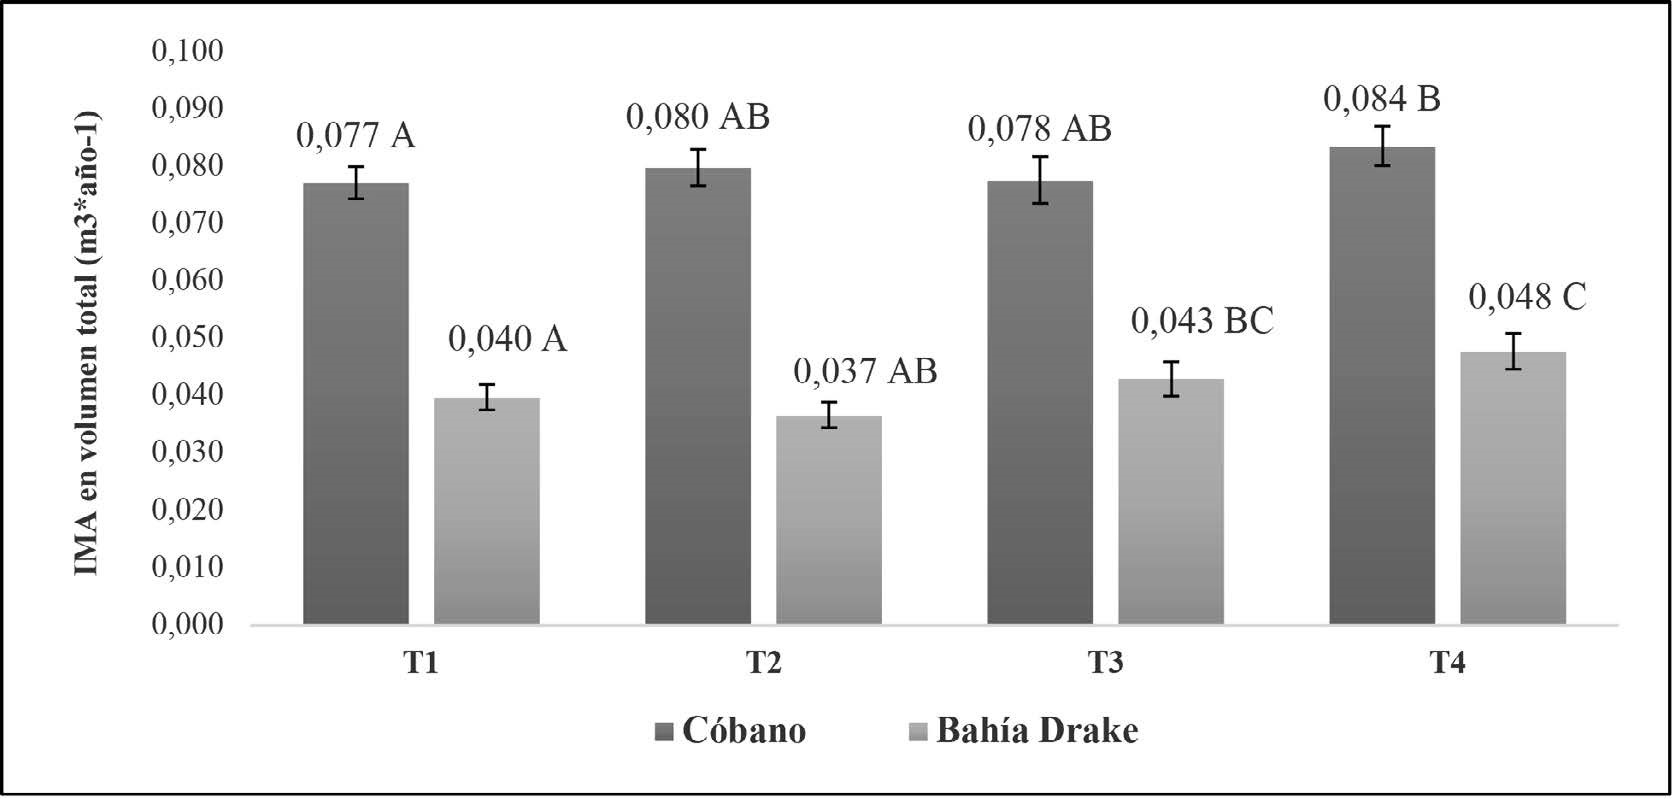 IMA en volumen total (m3*año-1)
0,100
0,090
0,080
0,070
0,060
0,050
0,040
0,030
0,020
0,010
0,000
0,077 A
0,040 A
0,080 AB
0,037 AB
0,078 AB
0,043 BC
0,084 B
0,048 C
T1 T2 T3 T4
Cóbano Bahía Drake